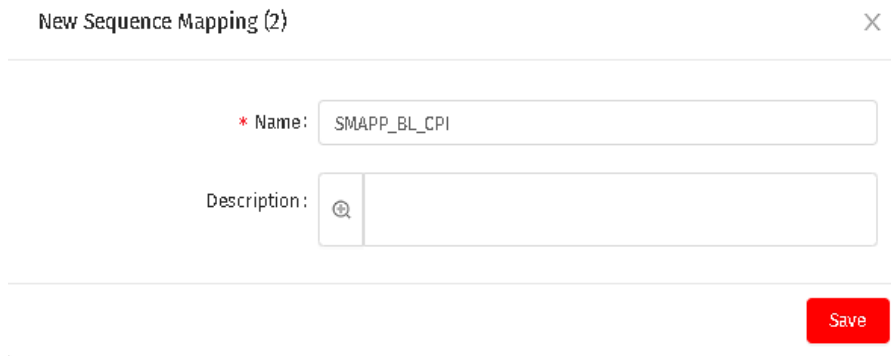 New Sequence Mapping (2)
* Name:
SMAPP_BL_CPI
Description:
Save